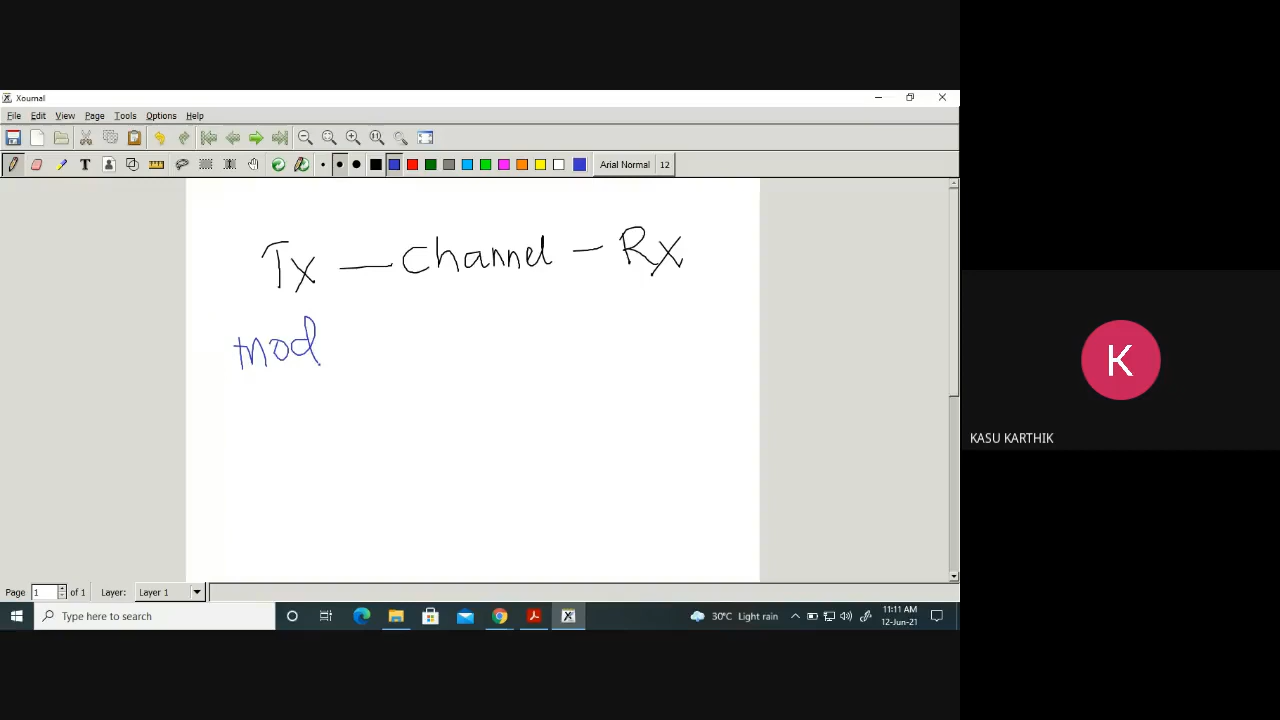 Xournal
File Edit View Page Tools Options Help
Arial Normal 12
Tx — Channel — Rx
mod
K
KASU KARTHIK
Page 1 of 1 Layer: Layer 1
Type here to search
30°C Light rain
11:11 AM
12-Jun-21